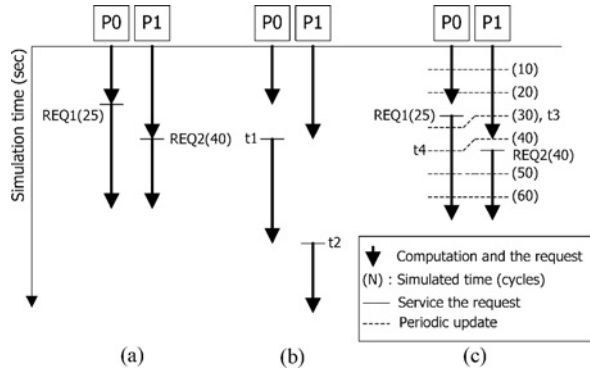 P0 P1 P0 P1 P0 P1
Simulation time (sec)
REQ1(25)
REQ2(40)
t1
t2
(10)
(20)
REQ1(25)
(30), t3
(40)
t4
REQ2(40)
(50)
(60)
Computation and the request
(N) : Simulated time (cycles)
Service the request
Periodic update
(a) (b) (c)